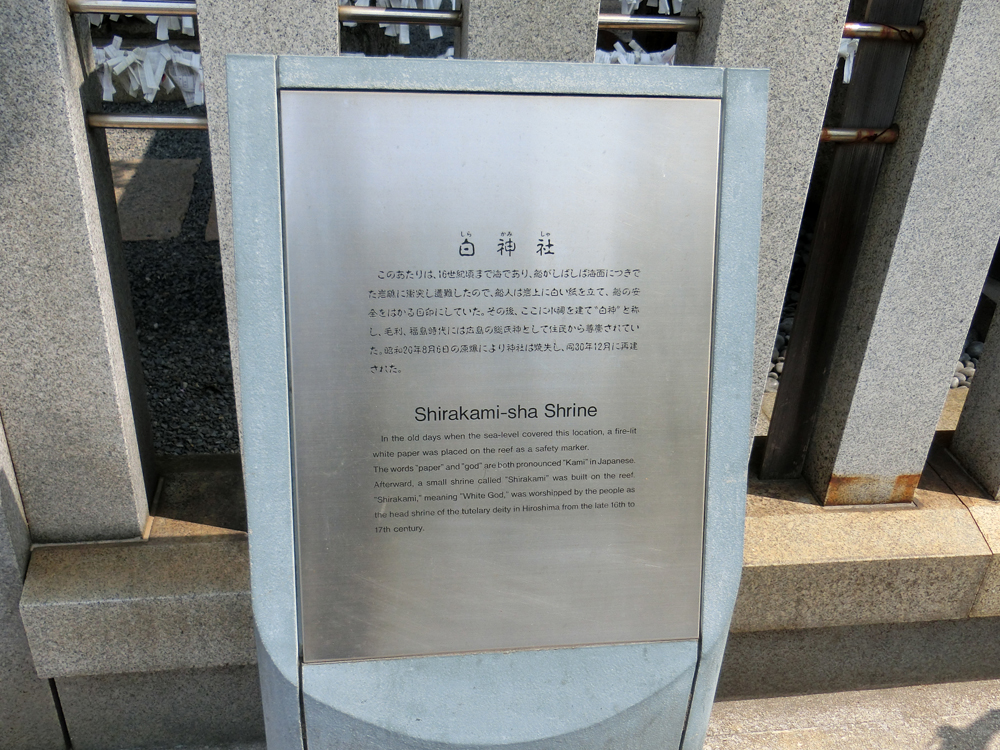 しら かみ しゃ
白神社
このあたりは、16世紀頃まで海であり、船がしばしば海面につきで
た岩礁に衝突し遭難したので、船人は岩上に白い紙を立て、船の安
全をはかる目印にしていた。その後、ここに小祠を建て"白神"と称
し、毛利、福島時代には広島の総氏神として住民から尊崇されてい
た。昭和20年8月6日の原爆により神社は焼失し、同30年12月に再建
された。
Shirakami-sha Shrine
In the old days when the sea-level covered this location, a fire-lit
white paper was placed on the reef as a safety marker.
The words "paper" and "god" are both pronounced "Kami" in Japanese.
Afterward, a small shrine called "Shirakami" was built on the reef.
"Shirakami," meaning "White God," was worshipped by the people as
the head shrine of the tutelary deity in Hiroshima from the late 16th to
17th century.